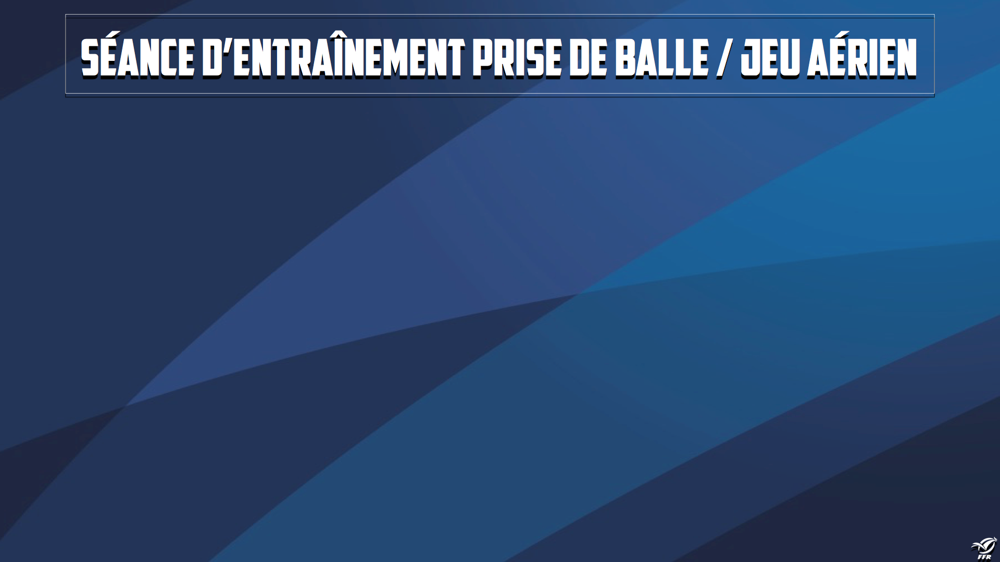 SÉANCE D’ENTRAÎNEMENT PRISE DE BALLE / JEU AÉRIEN
FFR